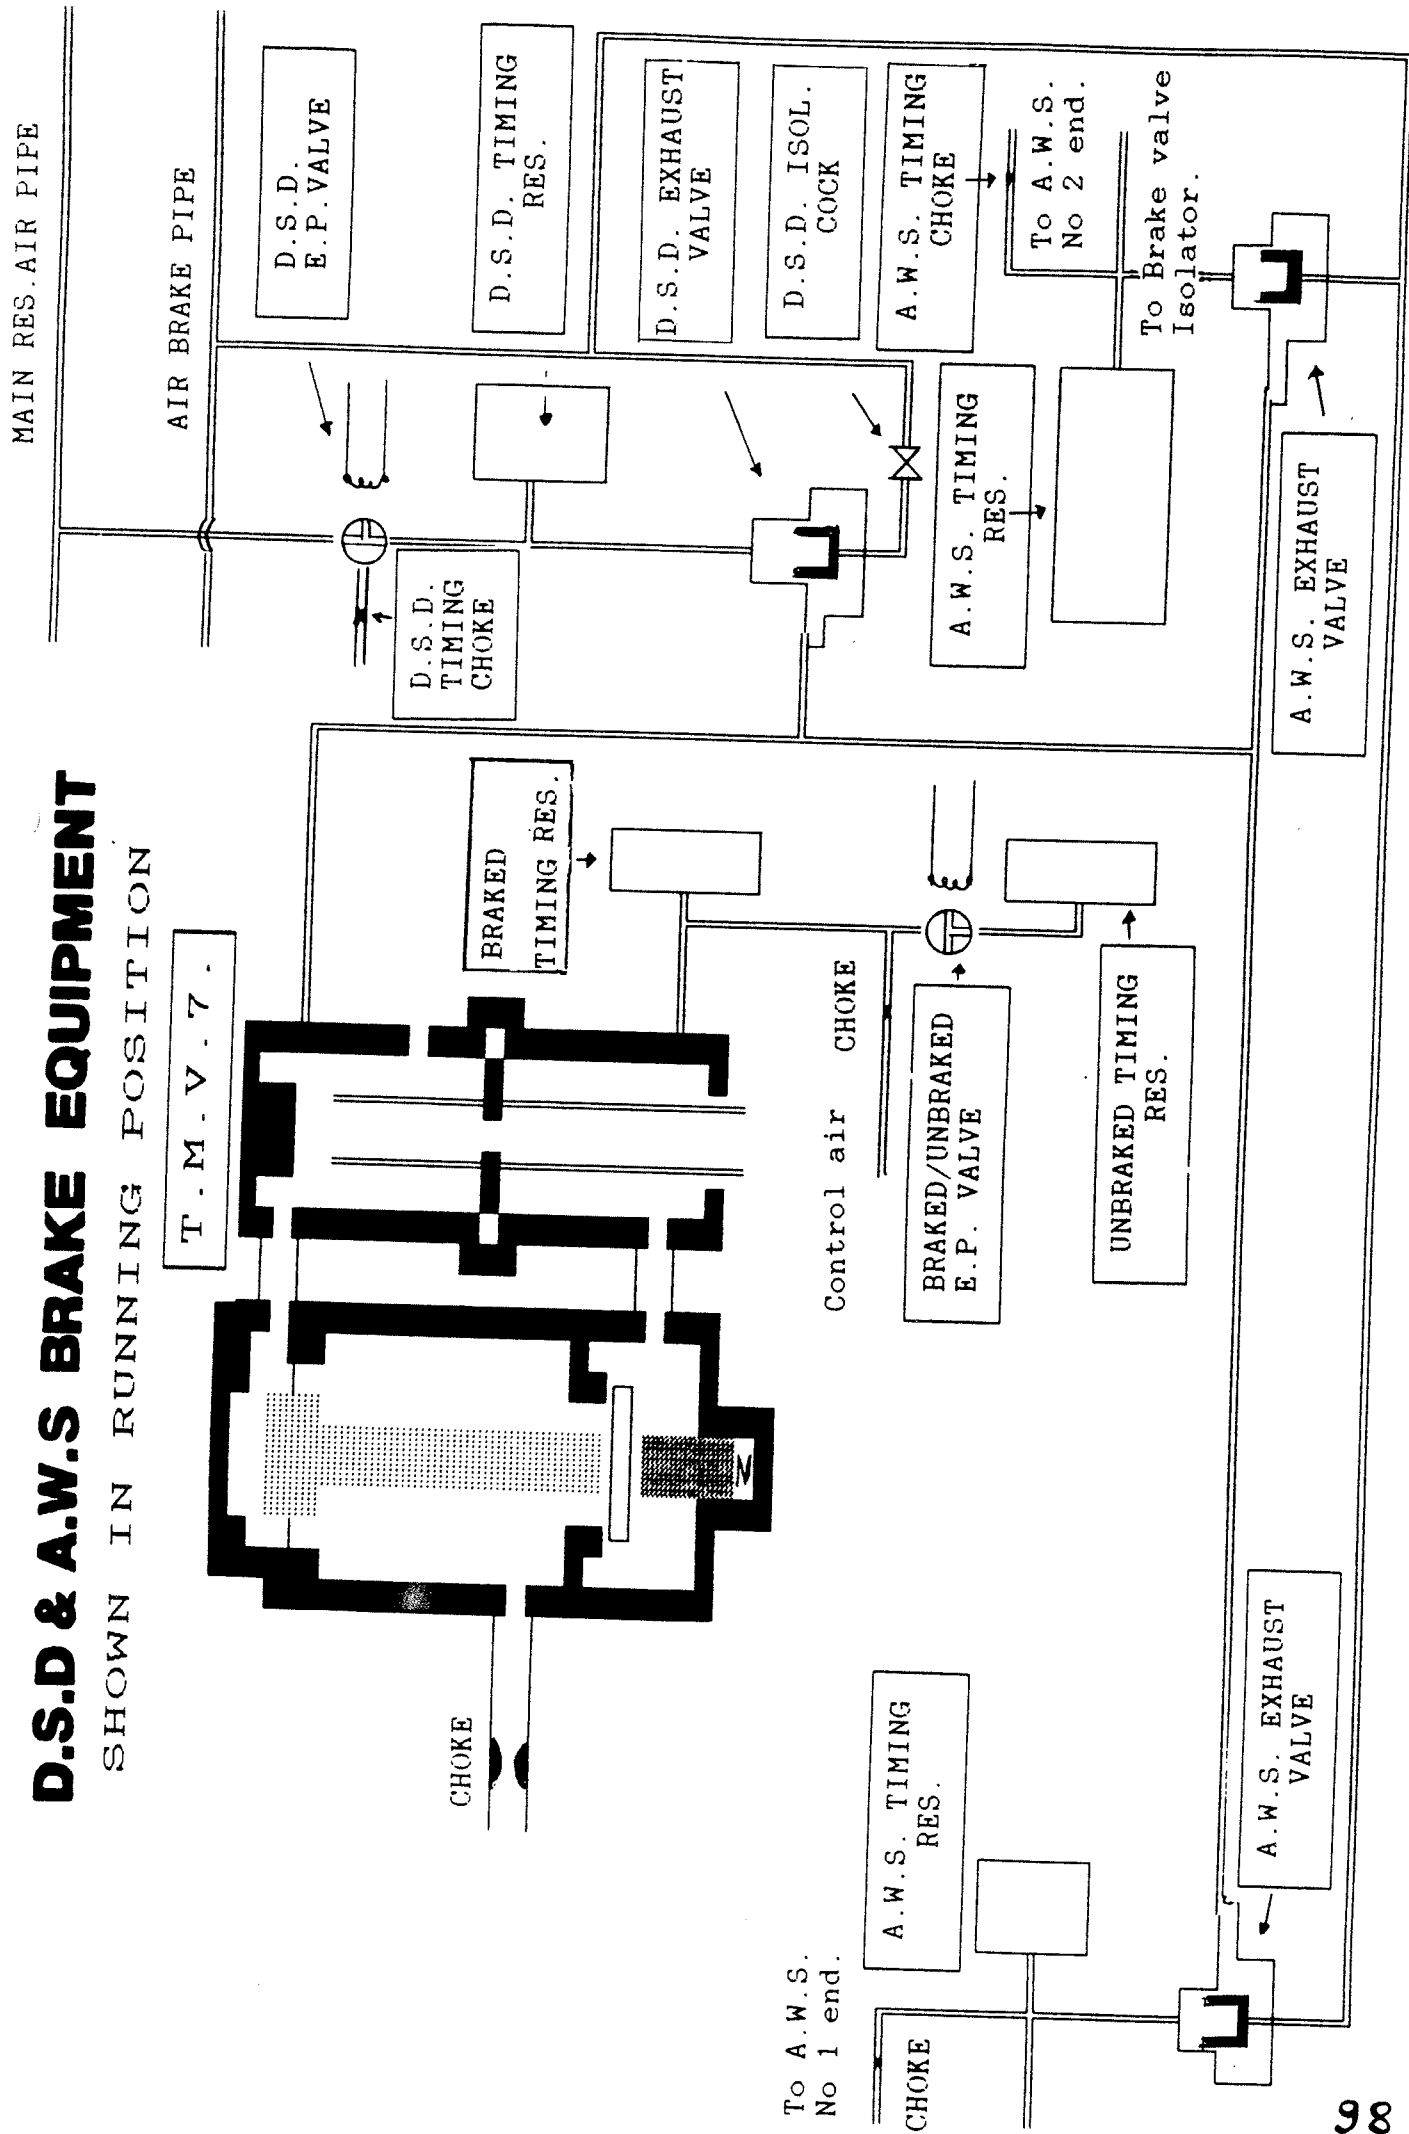 D.S.D & A.W.S BRAKE EQUIPMENT
SHOWN IN RUNNING POSITION
T.M.V.7.
MAIN RES.AIR PIPE
AIR BRAKE PIPE
D.S.D.
E.P.VALVE
D.S.D. TIMING
RES.
D.S.D. EXHAUST
VALVE
D.S.D. ISOL.
COCK
A.W.S. TIMING
CHOKE
To A.W.S.
No 2 end.
To Brake valve
Isolator.
D.S.D.
TIMING
CHOKE
A.W.S. TIMING
RES.
A.W.S. EXHAUST
VALVE
BRAKED
TIMING RES.
Control air CHOKE
BRAKED/UNBRAKED
E.P. VALVE
UNBRAKED TIMING
RES.
CHOKE
N
A.W.S. TIMING
RES.
A.W.S. EXHAUST
VALVE
To A.W.S.
No 1 end.
CHOKE
98